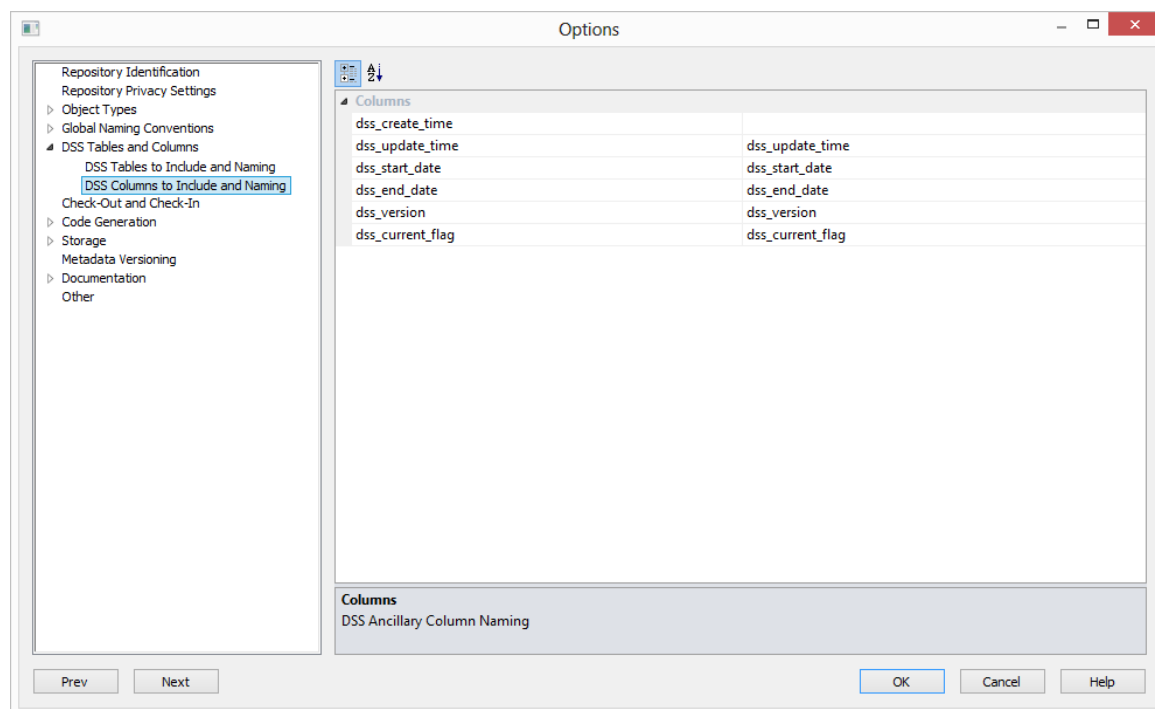 Options
Repository Identification
Repository Privacy Settings
Object Types
Global Naming Conventions
DSS Tables and Columns
DSS Tables to Include and Naming
DSS Columns to Include and Naming
Check-Out and Check-In
Code Generation
Storage
Metadata Versioning
Documentation
Other
Columns
dss_create_time
dss_update_time dss_update_time
dss_start_date dss_start_date
dss_end_date dss_end_date
dss_version dss_version
dss_current_flag dss_current_flag
Columns
DSS Ancillary Column Naming
Prev Next OK Cancel Help